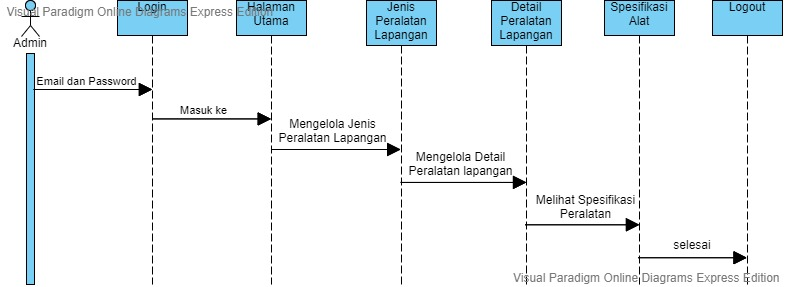 Visual Paradigm Online Diagrams Express Edition
Admin
Login
Halaman
Utama
Jenis
Peralatan
Lapangan
Detail
Peralatan
Lapangan
Spesifikasi
Alat
Logout
Email dan Password
Masuk ke
Mengelola Jenis
Peralatan Lapangan
Mengelola Detail
Peralatan lapangan
Melihat Spesifikasi
Peralatan
selesai
Visual Paradigm Online Diagrams Express Edition